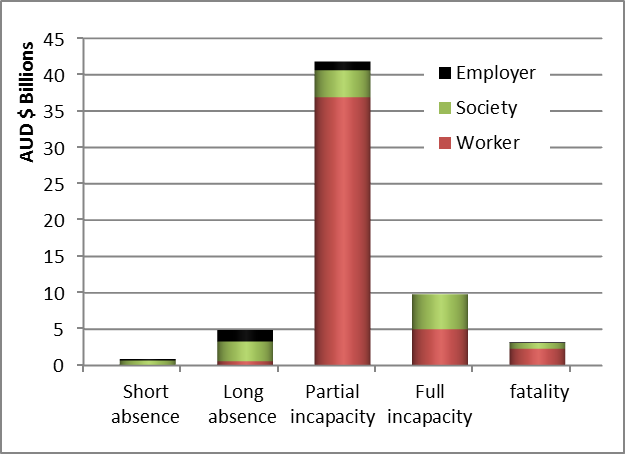 AUD $ Billions
45
40
35
30
25
20
15
10
5
0
Employer
Society
Worker
Short absence
Long absence
Partial incapacity
Full incapacity
fatality